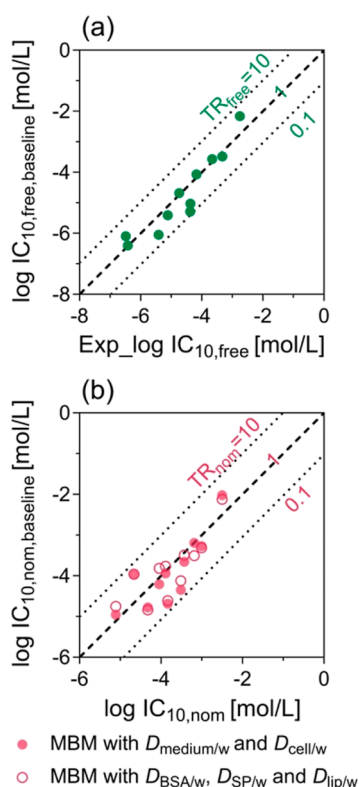 (a)
0
-2
-4
-6
-8
log IC10,free,baseline [mol/L]
TRfree=10
1
0.1
-8 -6 -4 -2 0
Exp_log IC10,free [mol/L]
(b)
0
-2
-4
-6
-8
log IC10,nom,baseline [mol/L]
TRnom=10
1
0.1
-8 -6 -4 -2 0
log IC10,nom [mol/L]
MBM with Dmedium/w and Dcell/w
MBM with DBSA/w, DSP/w and Dlip/w